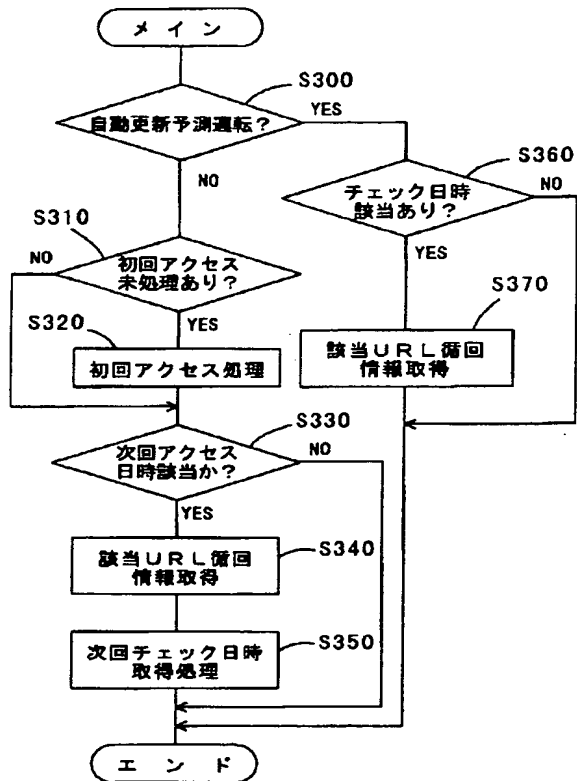 メイン
S300
自動更新予測運転?
YES
NO
S360
チェック日時
該当あり?
NO
YES
S310
NO
初回アクセス
未処理あり?
YES
S320
初回アクセス処理
S370
該当URL循回
情報取得
S330
次回アクセス
日時該当か?
NO
YES
該当URL循回
情報取得
S340
次回チェック日時
取得処理
S350
エンド